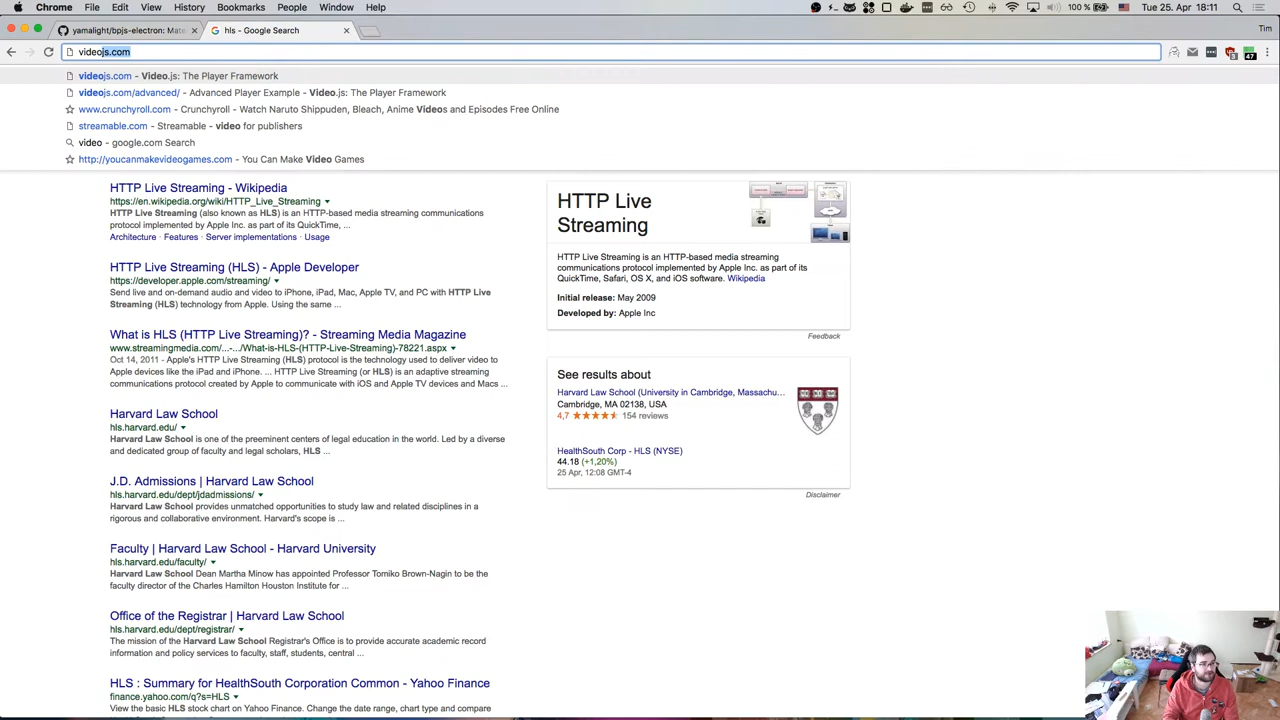 Chrome File Edit View History Bookmarks People Window Help 100 % Tue 25. Apr 18:11
yamalight/bpjs-electron: Mate
hls - Google Search
Tim
videojs.com
47
videojs.com - Video.js: The Player Framework
videojs.com/advanced/ - Advanced Player Example - Video.js: The Player Framework
www.crunchyroll.com - Crunchyroll - Watch Naruto Shippuden, Bleach, Anime Videos and Episodes Free Online
streamable.com - Streamable - video for publishers
video - google.com Search
http://youcanmakevideogames.com - You Can Make Video Games
HTTP Live Streaming - Wikipedia
https://en.wikipedia.org/wiki/HTTP_Live_Streaming
HTTP Live Streaming (also known as HLS) is an HTTP-based media streaming communications
protocol implemented by Apple Inc. as part of its QuickTime, ...
Architecture · Features · Server implementations · Usage
HTTP Live Streaming (HLS) - Apple Developer
https://developer.apple.com/streaming/
Send live and on-demand audio and video to iPhone, iPad, Mac, Apple TV, and PC with HTTP Live
Streaming (HLS) technology from Apple. Using the same ...
What is HLS (HTTP Live Streaming)? - Streaming Media Magazine
www.streamingmedia.com/...-.../What-is-HLS-(HTTP-Live-Streaming)-78221.aspx
Oct 14, 2011 - Apple's HTTP Live Streaming (HLS) protocol is the technology used to deliver video to
Apple devices like the iPad and iPhone. ... HTTP Live Streaming (or HLS) is an adaptive streaming
communications protocol created by Apple to communicate with iOS and Apple TV devices and Macs ...
Harvard Law School
hls.harvard.edu/
Harvard Law School is one of the preeminent centers of legal education in the world. Led by a diverse
and dedicated group of faculty and legal scholars, HLS ...
J.D. Admissions | Harvard Law School
hls.harvard.edu/dept/jdadmissions/
Harvard Law School provides unmatched opportunities to study law and related disciplines in a
rigorous and collaborative environment. Harvard's scope is ...
Faculty | Harvard Law School - Harvard University
hls.harvard.edu/faculty/
Harvard Law School Dean Martha Minow has appointed Professor Tomiko Brown-Nagin to be the
faculty director of the Charles Hamilton Houston Institute for ...
Office of the Registrar | Harvard Law School
hls.harvard.edu/dept/registrar/
The mission of the Harvard Law School Registrar's Office is to provide accurate academic record
information and policy services to faculty, staff, students, central ...
HLS : Summary for HealthSouth Corporation Common - Yahoo Finance
finance.yahoo.com/q?s=HLS
View the basic HLS stock chart on Yahoo Finance. Change the date range, chart type and compare
HTTP Live
Streaming
HTTP Live Streaming is an HTTP-based media streaming
communications protocol implemented by Apple Inc. as part of its
QuickTime, Safari, OS X, and iOS software. Wikipedia
Initial release: May 2009
Developed by: Apple Inc
Feedback
See results about
Harvard Law School (University in Cambridge, Massachu...
Cambridge, MA 02138, USA
4,7 154 reviews
HealthSouth Corp - HLS (NYSE)
44.18 (+1,20%)
25 Apr, 12:08 GMT-4
Disclaimer